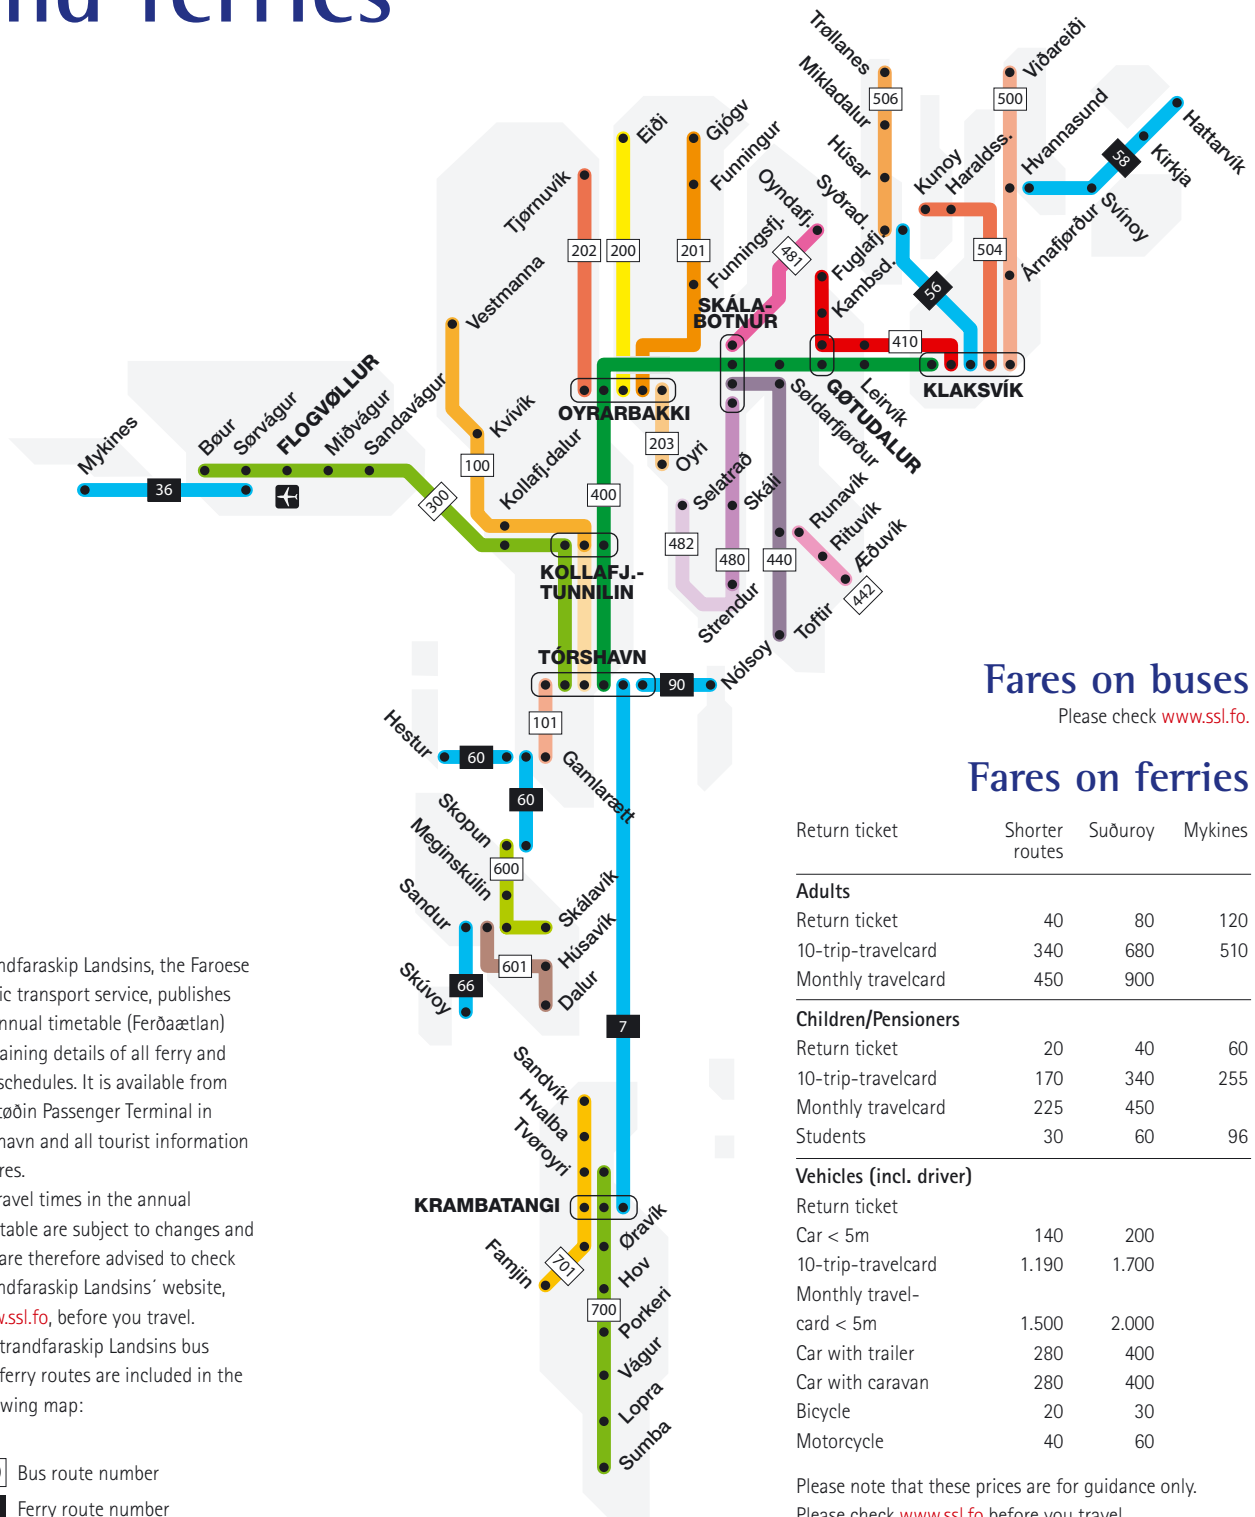 and ferries
Trøllanes
Mikladalur
Húsar
Syðrad.
506
Viðareiði
500
Hvannasund
Hattarvík
Kirkja
58
Svínoy
Árnafjørður
Kunoy
Haraldss.
504
56
Eiði
Gjógv
Funningur
Funningsfj.
Oyndafj.
481
Fuglafj.
Kambsd.
Tjørnuvík
202
200
201
Vestmanna
SKÁLA-
BOTNUR
410
KLAKSVÍK
Leirvík
GØTUDALUR
Søldarfjørður
OYRARBAKKI
203
Oyri
Mykines
36
Bøur
Sørvágur
FLOGVØLLUR
Miðvágur
Sandavágur
300
Kvívík
100
Kollafj.dalur
400
Selatrað
482
Skáli
480
440
Strendur
Runavík
Rituvík
Æðuvík
442
Toftir
KOLLAFJ.-
TUNNILIN
TÓRSHAVN
90
Nólsoy
101
Gamlarætt
Hestur
60
60
Skopun
Meginskúlin
600
Skálavík
Sandur
Húsavík
601
Dalur
66
Skúvoy
7
Sandvík
Hvalba
Tvøroyri
KRAMBATANGI
Øravík
Famjin
701
Hov
700
Porkeri
Vágur
Lopra
Sumba
ndfaraskip Landsins, the Faroese
ic transport service, publishes
nnual timetable (Ferðaætlan)
aining details of all ferry and
schedules. It is available from
tøðin Passenger Terminal in
havn and all tourist information
res.
ravel times in the annual
table are subject to changes and
are therefore advised to check
ndfaraskip Landsins´ website,
w.ssl.fo, before you travel.
trandfaraskip Landsins bus
ferry routes are included in the
wing map:
Bus route number
Ferry route number
Fares on buses
Please check www.ssl.fo.
Fares on ferries
Return ticket Shorter routes Suðuroy Mykines
Adults
Return ticket 40 80 120
10-trip-travelcard 340 680 510
Monthly travelcard 450 900
Children/Pensioners
Return ticket 20 40 60
10-trip-travelcard 170 340 255
Monthly travelcard 225 450
Students 30 60 96
Vehicles (incl. driver)
Return ticket
Car < 5m 140 200
10-trip-travelcard 1.190 1.700
Monthly travel-
card < 5m 1.500 2.000
Car with trailer 280 400
Car with caravan 280 400
Bicycle 20 30
Motorcycle 40 60
Please note that these prices are for guidance only.
Please check www.ssl.fo before you travel